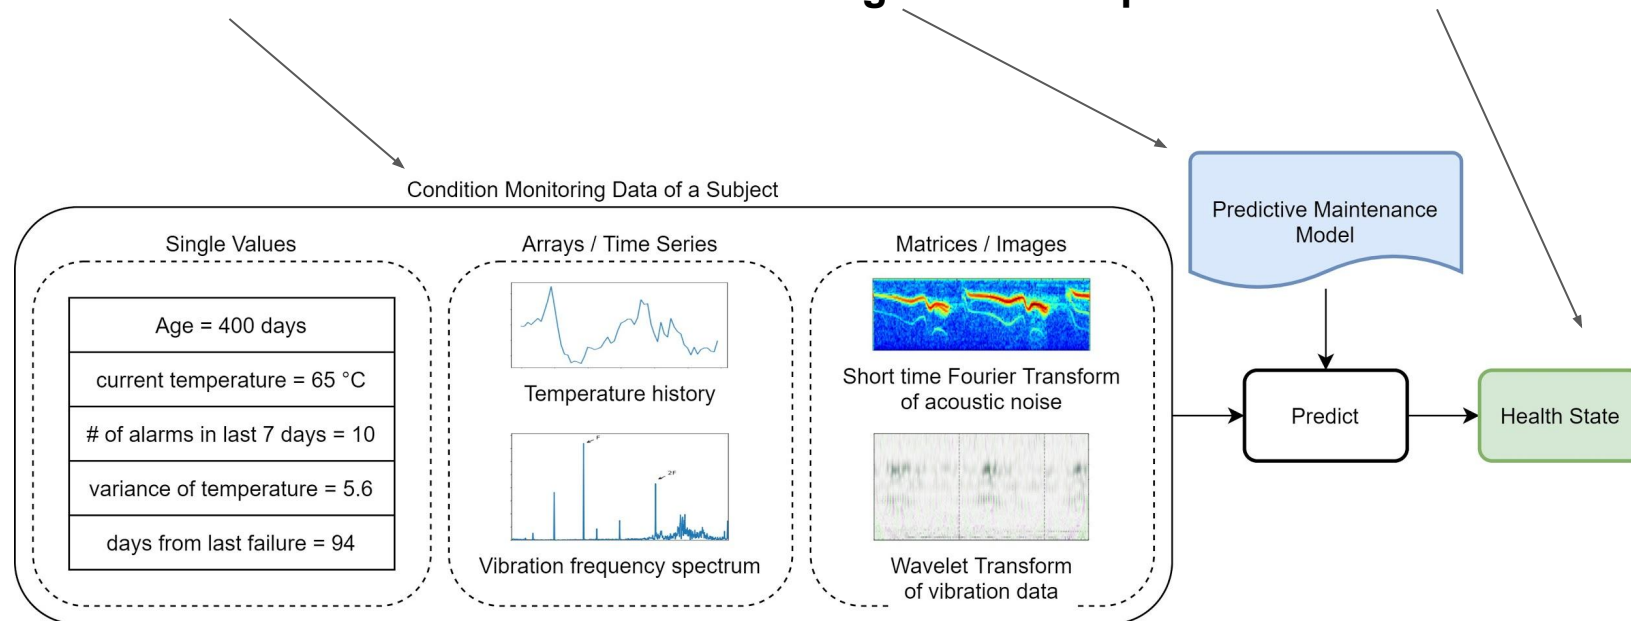 Condition Monitoring Data of a Subject
Single Values
Arrays / Time Series
Matrices / Images
Age = 400 days
current temperature = 65 °C
# of alarms in last 7 days = 10
variance of temperature = 5.6
days from last failure = 94
Temperature history
F
2F
Vibration frequency spectrum
Short time Fourier Transform
of acoustic noise
Wavelet Transform
of vibration data
Predictive Maintenance
Model
Predict
Health State